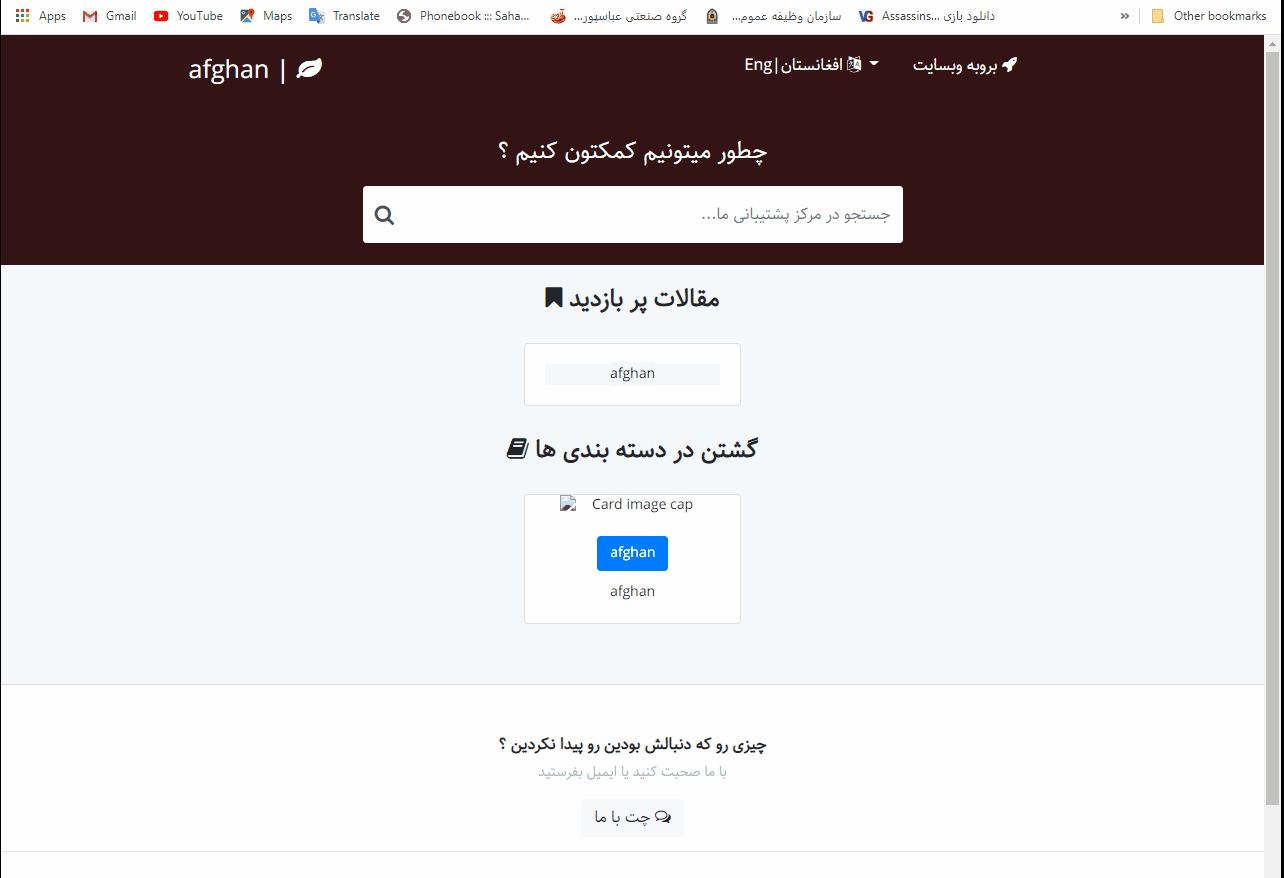 Apps Gmail YouTube Maps Translate Phonebook ::: Saha... گروه صنعتی عباسپور... سازمان وظیفه عموم... VG Assassins... دانلود بازی » Other bookmarks
afghan |
Eng|افغانستان
بروبه وبسایت
چطور میتونیم کمکتون کنیم ؟
جستجو در مرکز پشتیبانی ما...
مقالات پر بازدید
afghan
گشتن در دسته بندی ها
Card image cap
afghan
afghan
چیزی رو که دنبالش بودین رو پیدا نکردین ؟
با ما صحبت کنید یا ایمیل بفرستید
چت با ما